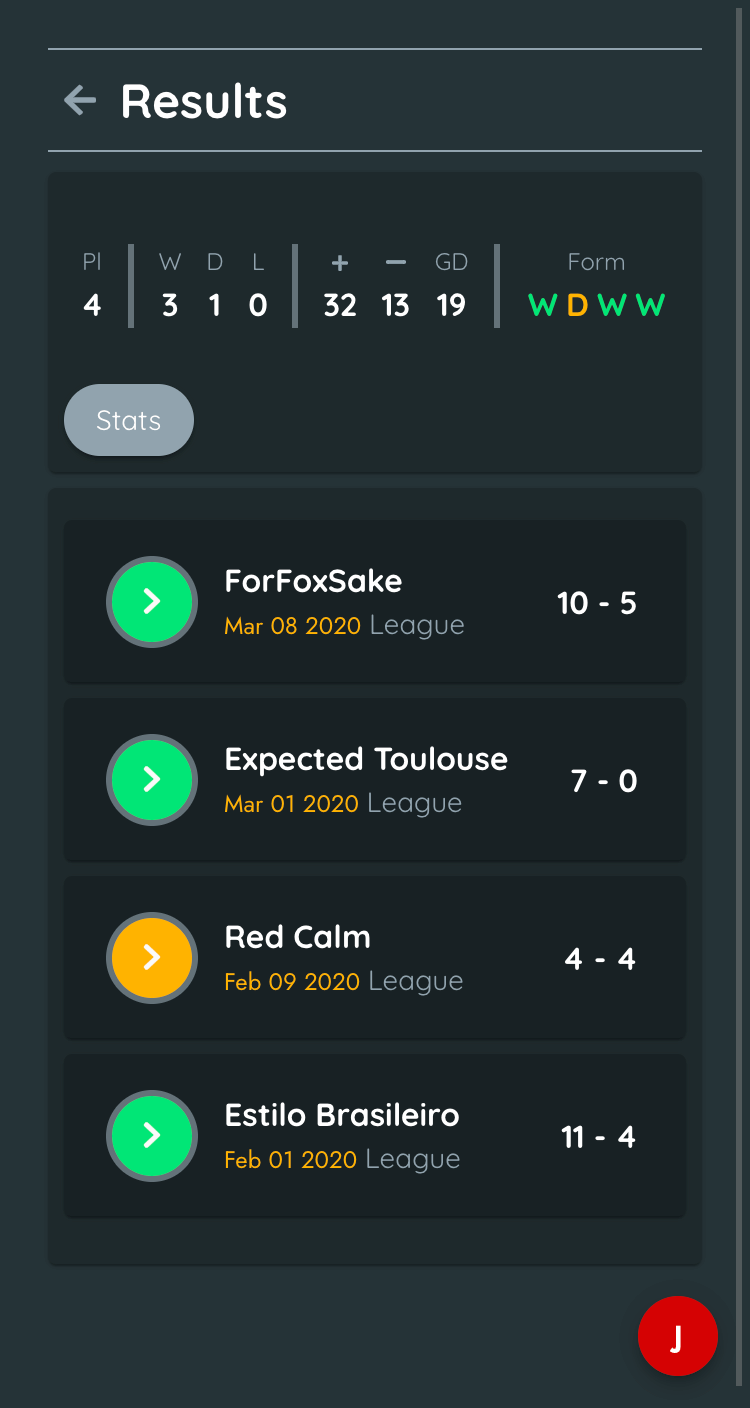 Results
Pl W D L + − GD Form
4 3 1 0 32 13 19 W D W W
Stats
ForFoxSake
Mar 08 2020 League
10 - 5
Expected Toulouse
Mar 01 2020 League
7 - 0
Red Calm
Feb 09 2020 League
4 - 4
Estilo Brasileiro
Feb 01 2020 League
11 - 4
J